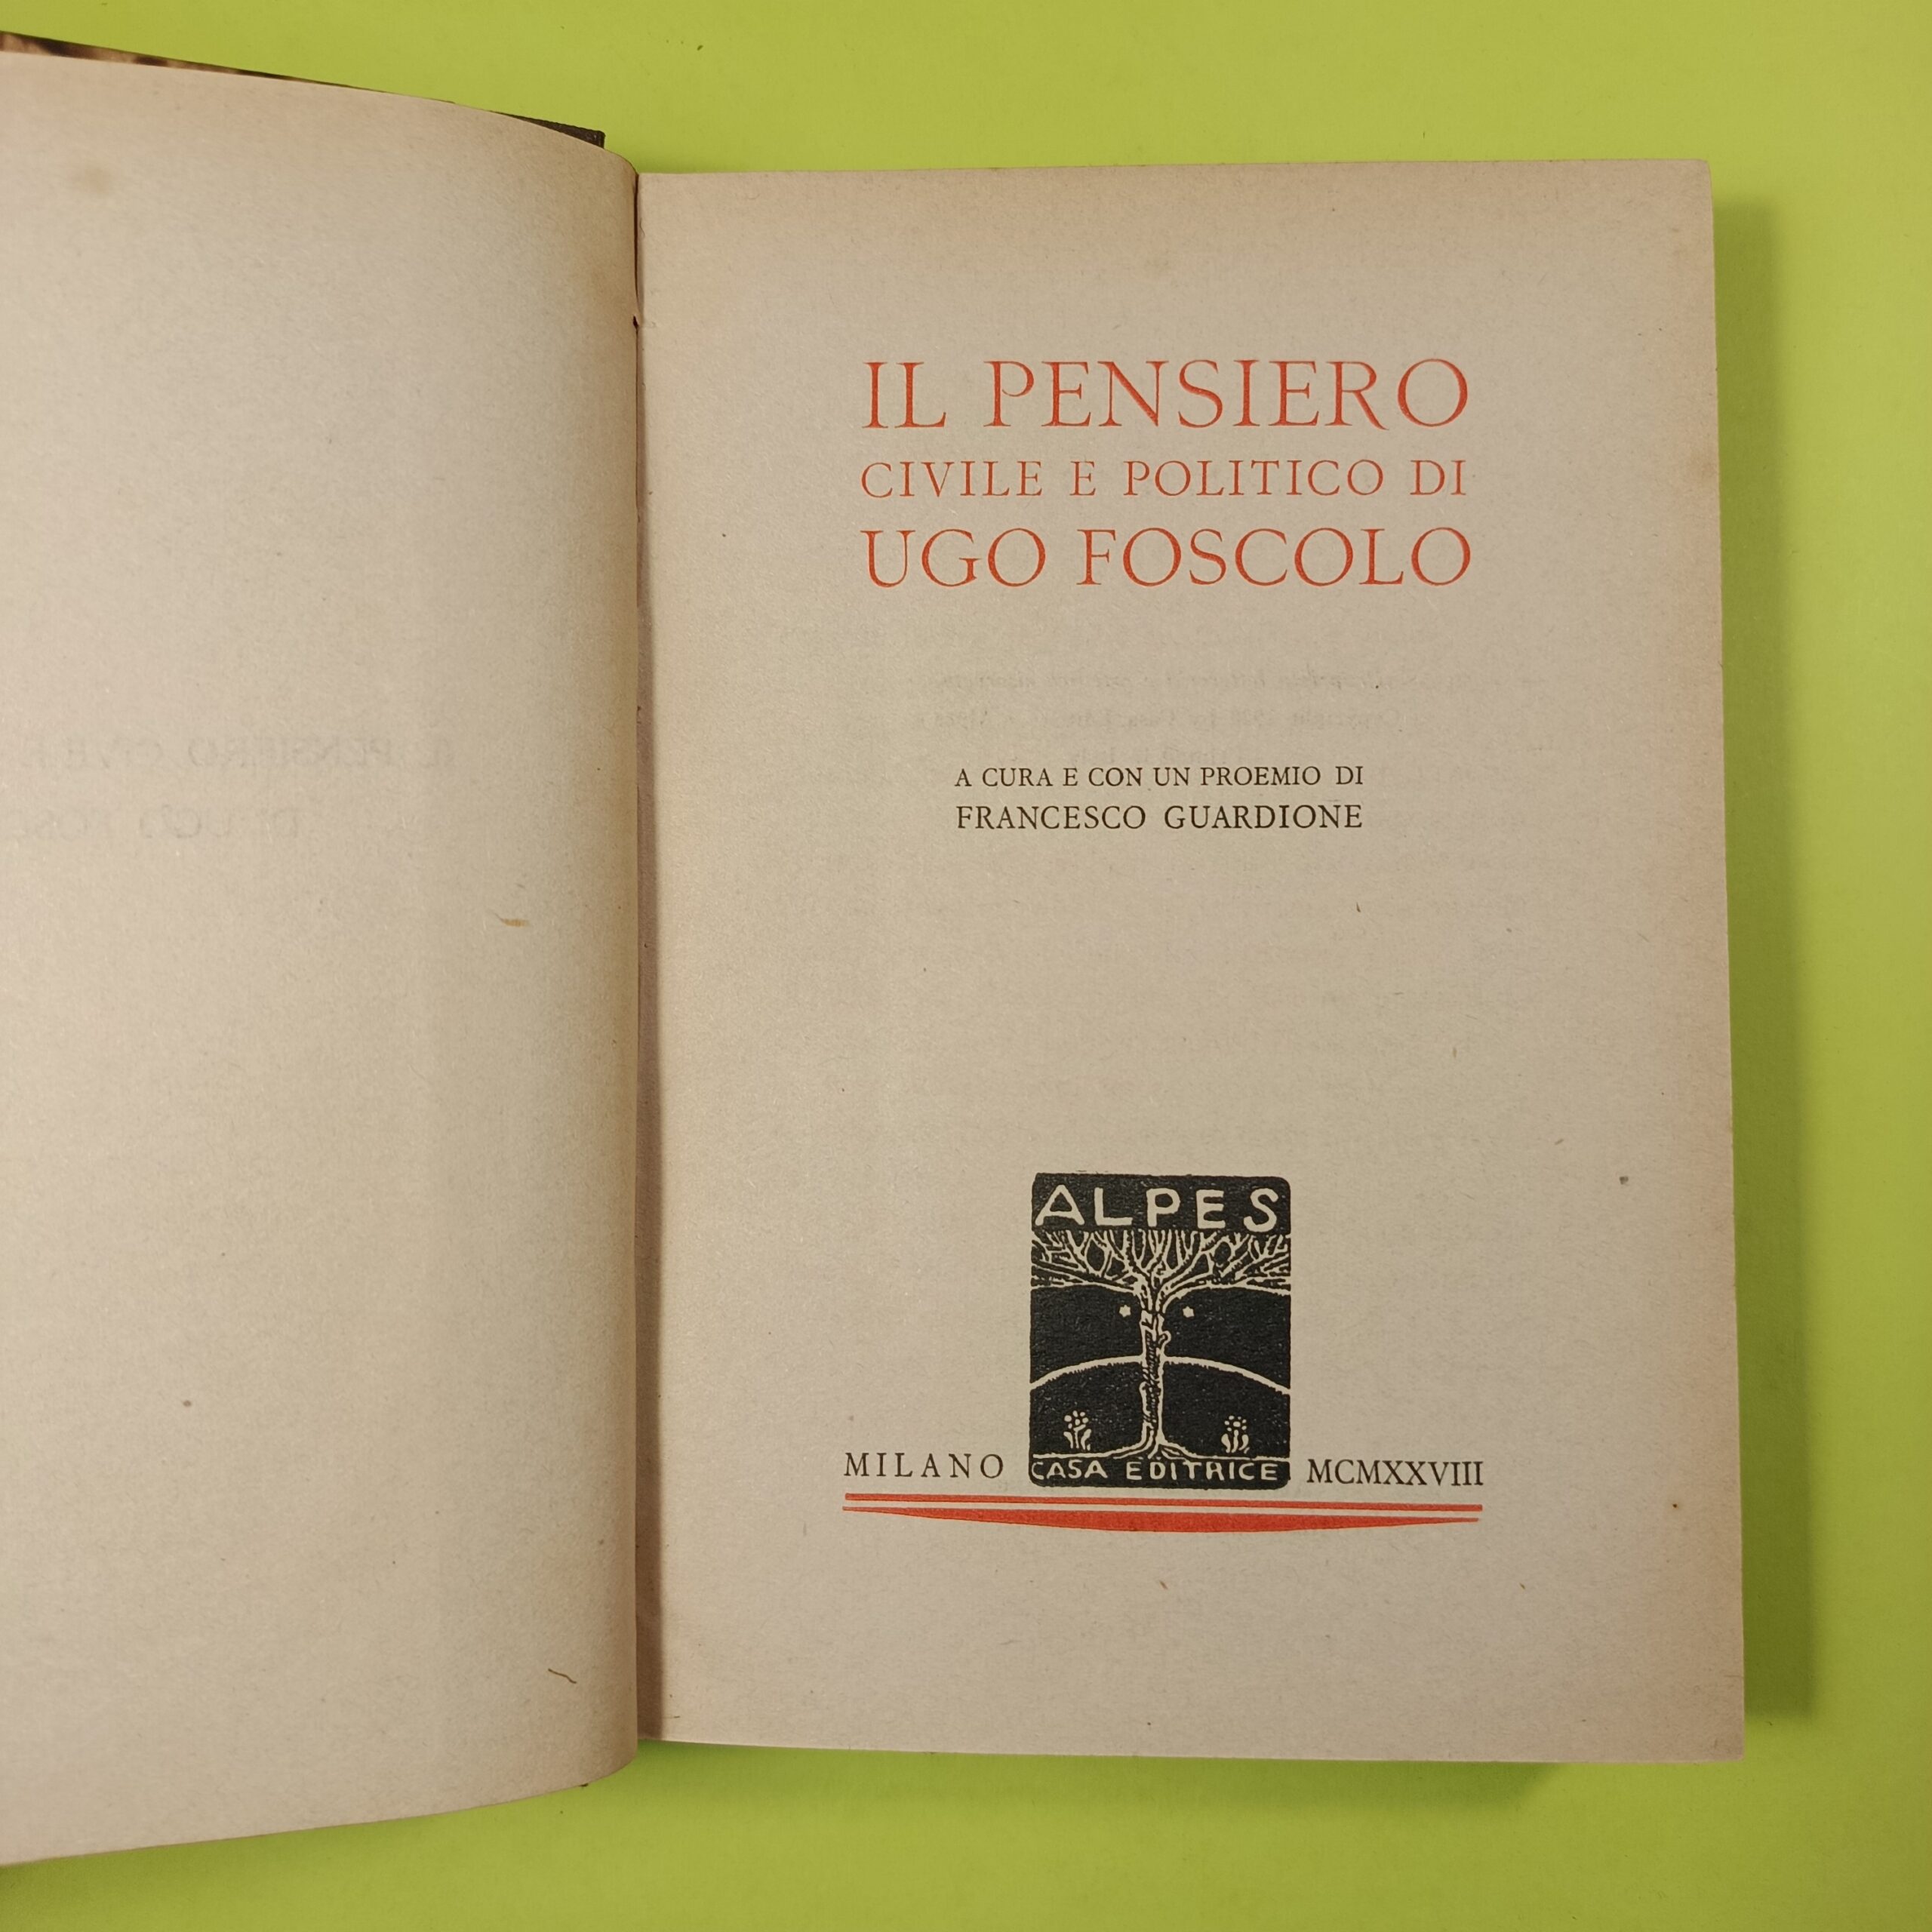 IL PENSIERO
CIVILE E POLITICO DI
UGO FOSCOLO
A CURA E CON UN PROEMIO DI
FRANCESCO GUARDIONE
ALPES
CASA EDITRICE
MILANO MCMXXVIII